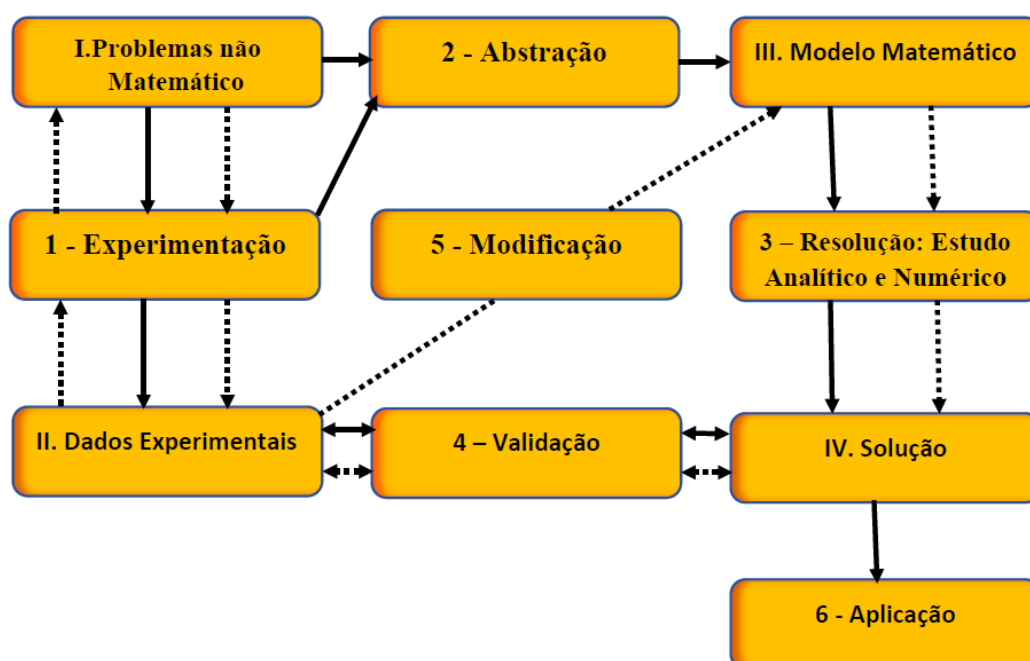 I.Problemas não
Matemático
2 - Abstração
III. Modelo Matemático
1 - Experimentação
5 - Modificação
3 – Resolução: Estudo
Analítico e Numérico
II. Dados Experimentais
4 – Validação
IV. Solução
6 - Aplicação